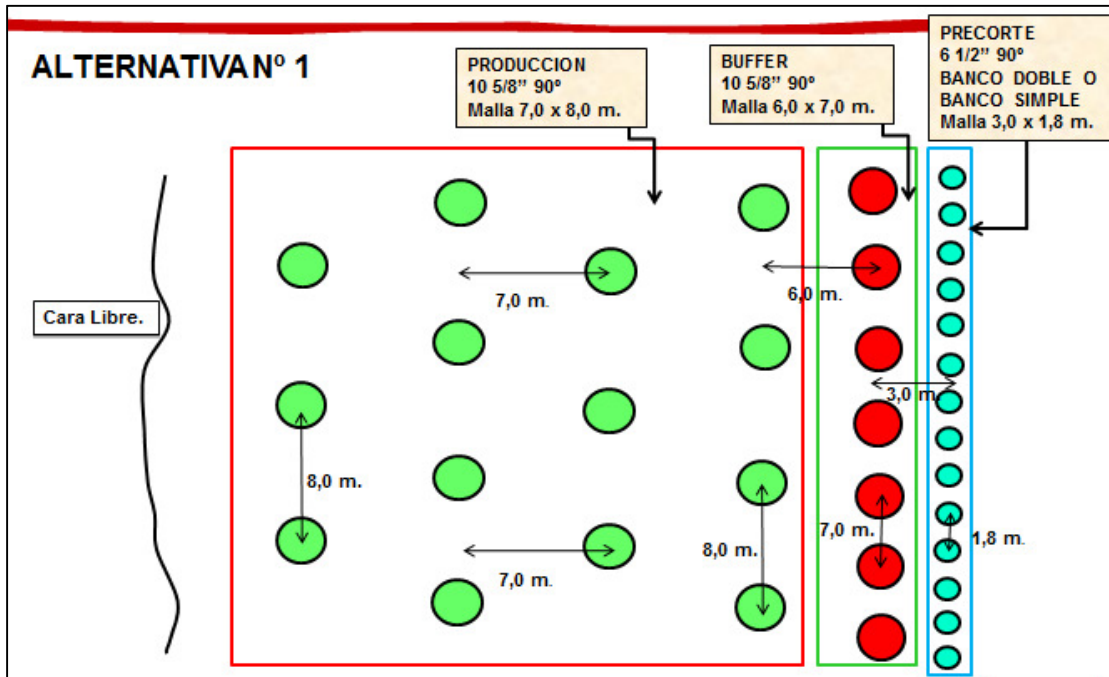 ALTERNATIVA Nº 1
PRODUCCION
10 5/8” 90º
Malla 7,0 x 8,0 m.
BUFFER
10 5/8” 90º
Malla 6,0 x 7,0 m.
PRECORTE
6 1/2” 90º
BANCO DOBLE O
BANCO SIMPLE
Malla 3,0 x 1,8 m.
Cara Libre.
7,0 m.
6,0 m.
3,0 m.
8,0 m.
7,0 m.
8,0 m.
7,0 m.
1,8 m.